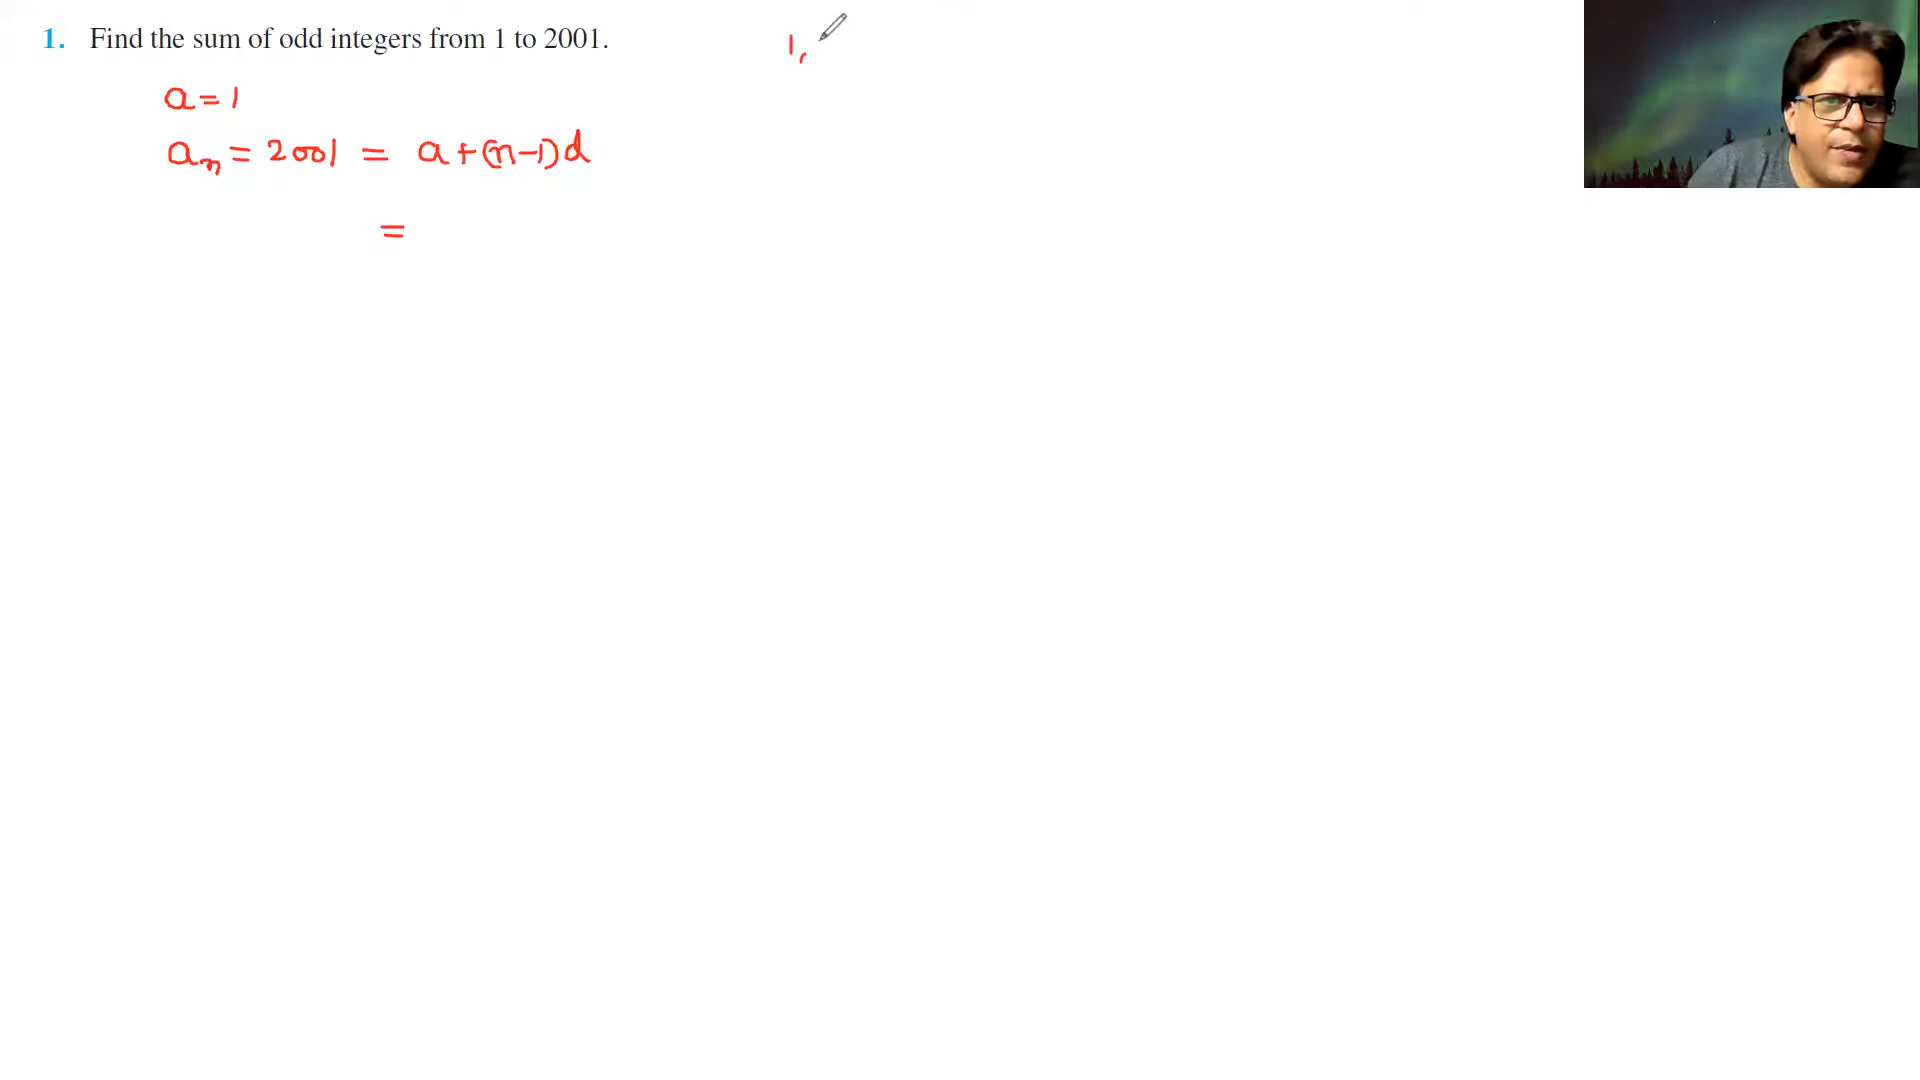 1. Find the sum of odd integers from 1 to 2001.
1,
a = 1
aₙ = 2001 = a + (n-1)d
=